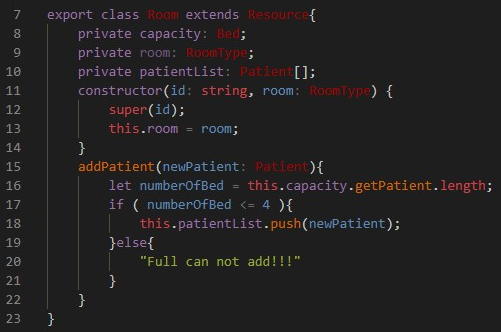 7 export class Room extends Resource{
8 private capacity: Bed;
9 private room: RoomType;
10 private patientList: Patient[];
11 constructor(id: string, room: RoomType) {
12 super(id);
13 this.room = room;
14 }
15 addPatient(newPatient: Patient){
16 let numberOfBed = this.capacity.getPatient.length;
17 if ( numberOfBed <= 4 ){
18 this.patientList.push(newPatient);
19 }else{
20 "Full can not add!!!"
21 }
22 }
23 }